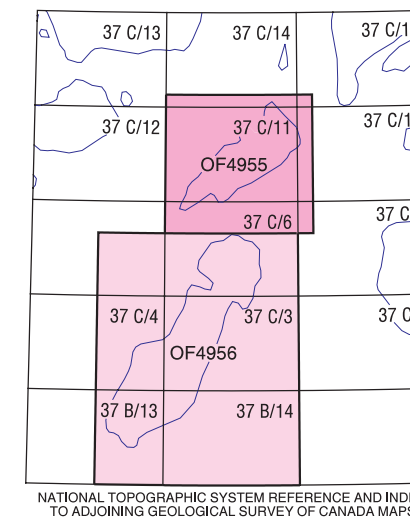 37 C/13
37 C/14
37 C/1
37 C/12
37 C/11
37 C/1
OF4955
37 C/6
37 C
37 C/4
37 C/3
37 C
OF4956
37 B/13
37 B/14
NATIONAL TOPOGRAPHIC SYSTEM REFERENCE AND INDE
TO ADJOINING GEOLOGICAL SURVEY OF CANADA MAPS